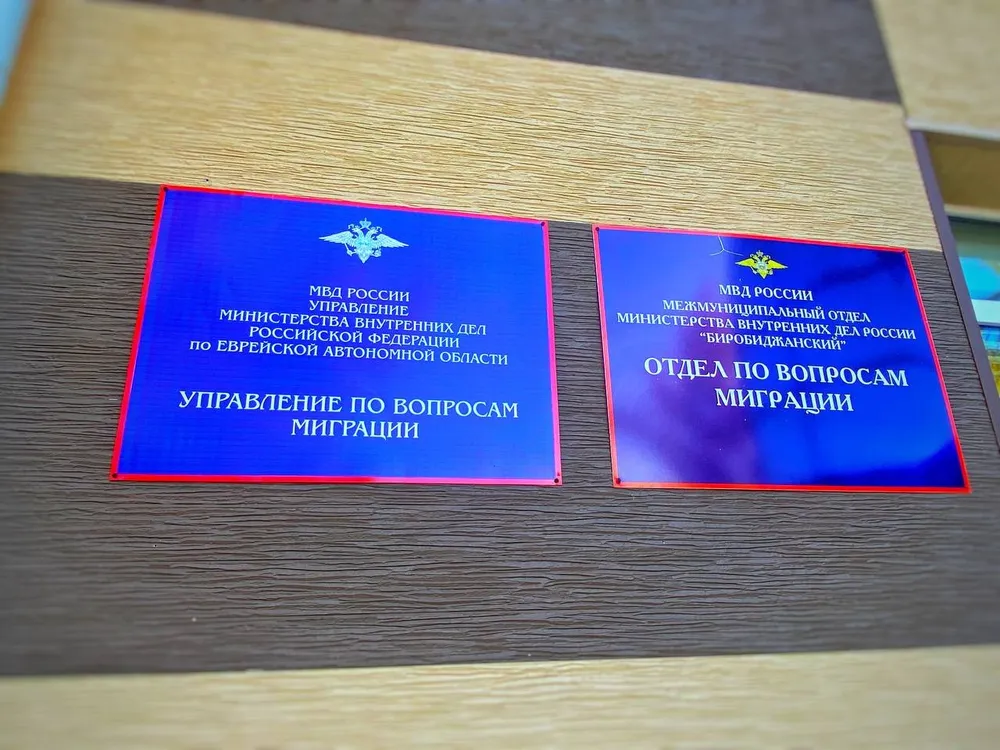 МВД РОССИИ
УПРАВЛЕНИЕ
МИНИСТЕРСТВА ВНУТРЕННИХ ДЕЛ
РОССИЙСКОЙ ФЕДЕРАЦИИ
по ЕВРЕЙСКОЙ АВТОНОМНОЙ ОБЛАСТИ
УПРАВЛЕНИЕ ПО ВОПРОСАМ
МИГРАЦИИ
МВД РОССИИ
МЕЖМУНИЦИПАЛЬНЫЙ ОТДЕЛ
МИНИСТЕРСТВА ВНУТРЕННИХ ДЕЛ РОССИИ
"БИРОБИДЖАНСКИЙ"
ОТДЕЛ ПО ВОПРОСАМ
МИГРАЦИИ